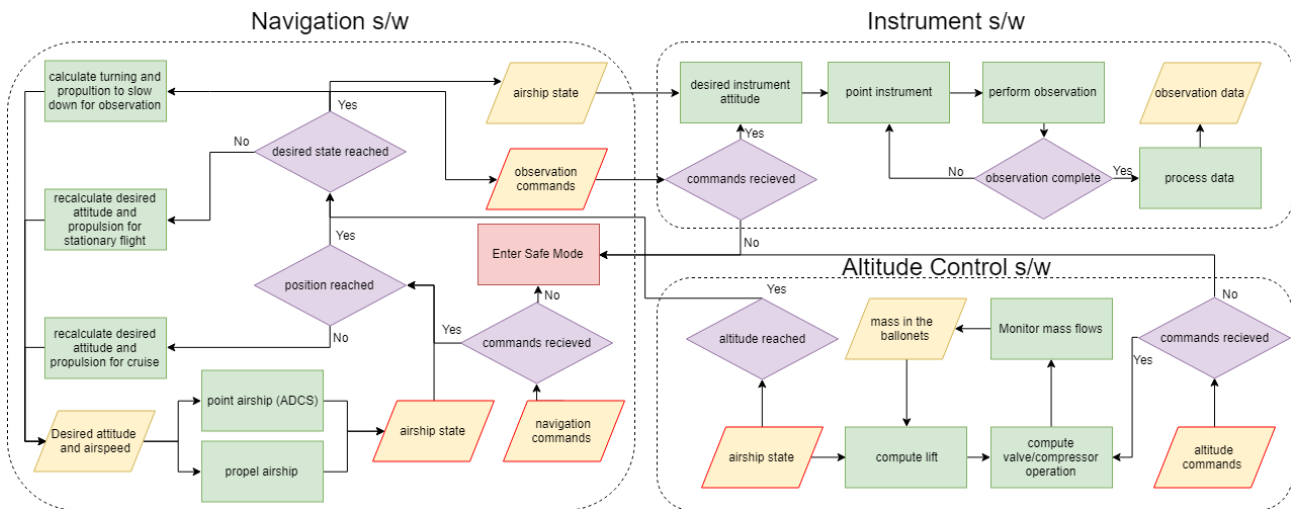 Navigation s/w
Instrument s/w
calculate turning and
propultion to slow
down for observation
Yes
airship state
desired instrument
attitude
point instrument
perform observation
observation data
No
desired state reached
Yes
observation
commands
commands recieved
No
observation complete
Yes
process data
recalculate desired
attitude and
propulsion for
stationary flight
Yes
Enter Safe Mode
No
Altitude Control s/w
position reached
Yes
No
Yes
No
mass in the
ballonets
Monitor mass flows
No
recalculate desired
attitude and
propulsion for cruise
commands recieved
altitude reached
commands recieved
Yes
point airship (ADCS)
Desired attitude
and airspeed
airship state
navigation
commands
propel airship
airship state
compute lift
compute
valve/compressor
operation
altitude
commands